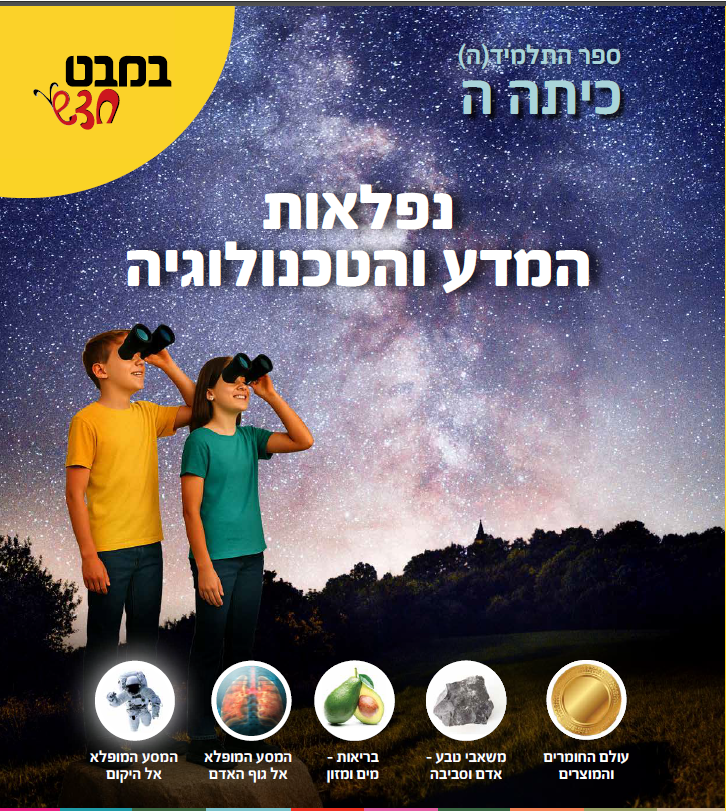 במבט
חדש
ספר התלמיד(ה)
כיתה ה
נפלאות
המדע והטכנולוגיה
עולם החומרים
והמוצרים
משאבי טבע -
אדם וסביבה
בריאות -
מים ומזון
המסע המופלא
אל גוף האדם
המסע המופלא
אל היקום